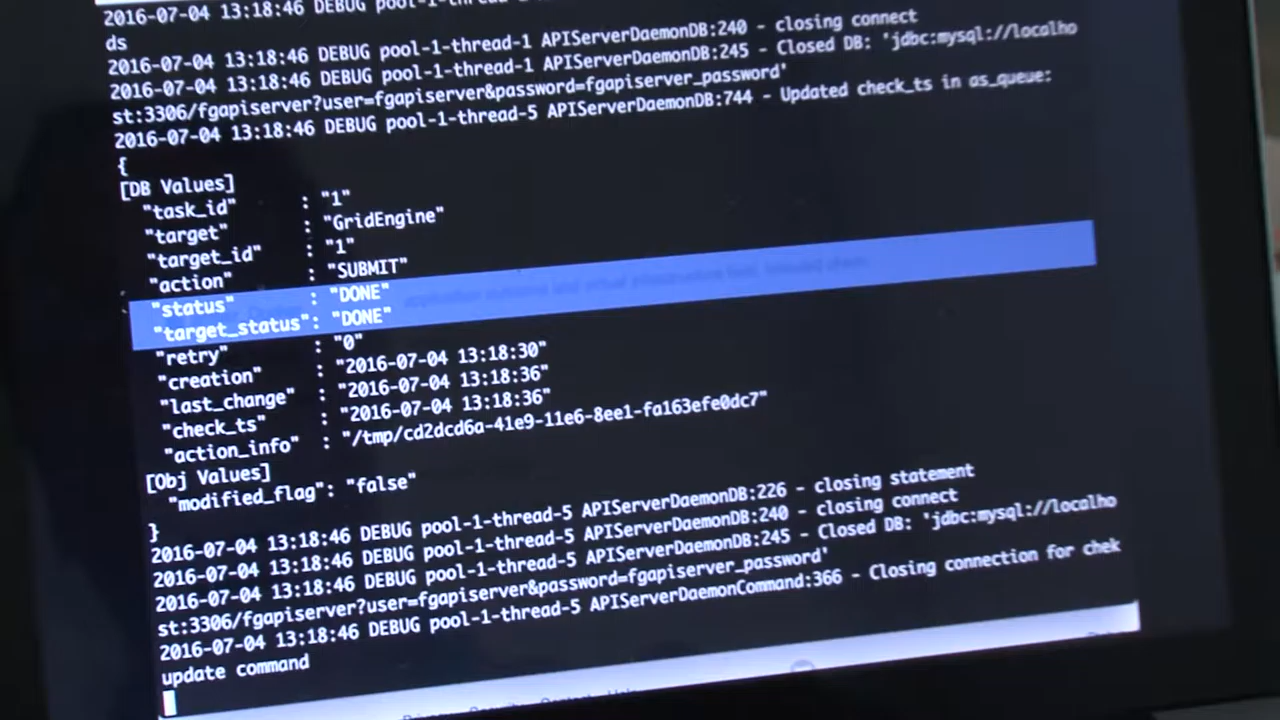 2016-07-04 13:18:46 DEBUG
ds
2016-07-04 13:18:46 DEBUG pool-1-thread-1 APIServerDaemonDB:240 - closing connect
2016-07-04 13:18:46 DEBUG pool-1-thread-1 APIServerDaemonDB:245 - Closed DB: 'jdbc:mysql://localho
st:3306/fgapiserver?user=fgapiserver&password=fgapiserver_password'
2016-07-04 13:18:46 DEBUG pool-1-thread-5 APIServerDaemonDB:744 - Updated check_ts in as_queue:
{
[DB Values]
"task_id" : "1"
"target" : "GridEngine"
"target_id" : "1"
"action" : "SUBMIT"
"status" : "DONE"
"target_status": "DONE"
"retry" : "0"
"creation" : "2016-07-04 13:18:30"
"last_change" : "2016-07-04 13:18:36"
"check_ts" : "2016-07-04 13:18:36"
"action_info" : "/tmp/cd2dcd6a-41e9-11e6-8ee1-fa163efe0dc7"
[Obj Values]
"modified_flag": "false"
}
2016-07-04 13:18:46 DEBUG pool-1-thread-5 APIServerDaemonDB:226 - closing statement
2016-07-04 13:18:46 DEBUG pool-1-thread-5 APIServerDaemonDB:240 - closing connect
2016-07-04 13:18:46 DEBUG pool-1-thread-5 APIServerDaemonDB:245 - Closed DB: 'jdbc:mysql://localho
st:3306/fgapiserver?user=fgapiserver&password=fgapiserver_password'
2016-07-04 13:18:46 DEBUG pool-1-thread-5 APIServerDaemonCommand:366 - Closing connection for chek
update command